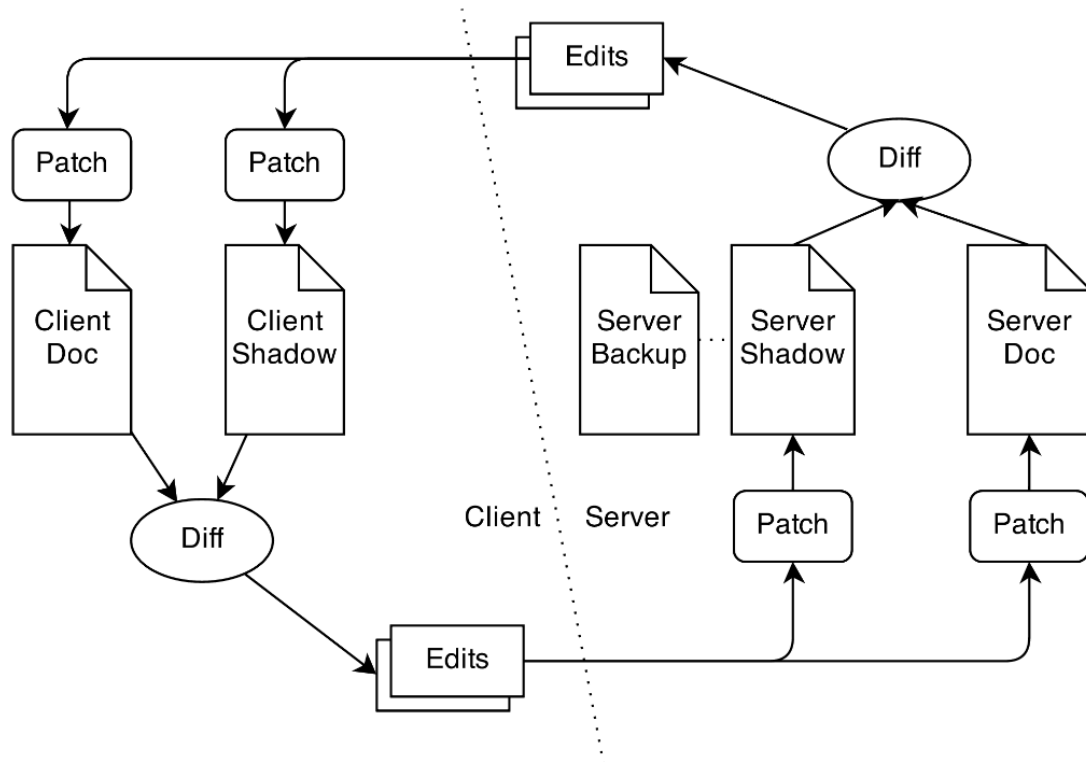 Edits
Patch
Patch
Diff
Client
Doc
Client
Shadow
Server
Backup
Server
Shadow
Server
Doc
Diff
Client
Server
Patch
Patch
Edits